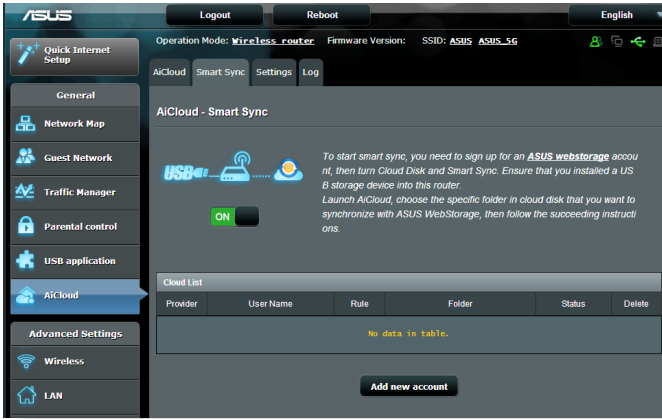 ASUS
Logout
Reboot
English
Quick Internet
Setup
Operation Mode: Wireless router Firmware Version: SSID: ASUS ASUS_5G
AiCloud Smart Sync Settings Log
General
Network Map
Guest Network
Traffic Manager
Parental control
USB application
AiCloud
Advanced Settings
Wireless
LAN
AiCloud - Smart Sync
USB
ON
To start smart sync, you need to sign up for an ASUS webstorage accou
nt, then turn Cloud Disk and Smart Sync. Ensure that you installed a US
B storage device into this router.
Launch AiCloud, choose the specific folder in cloud disk that you want to
synchronize with ASUS WebStorage, then follow the succeeding instructi
ons.
Cloud List
Provider User Name Rule Folder Status Delete
No data in table.
Add new account